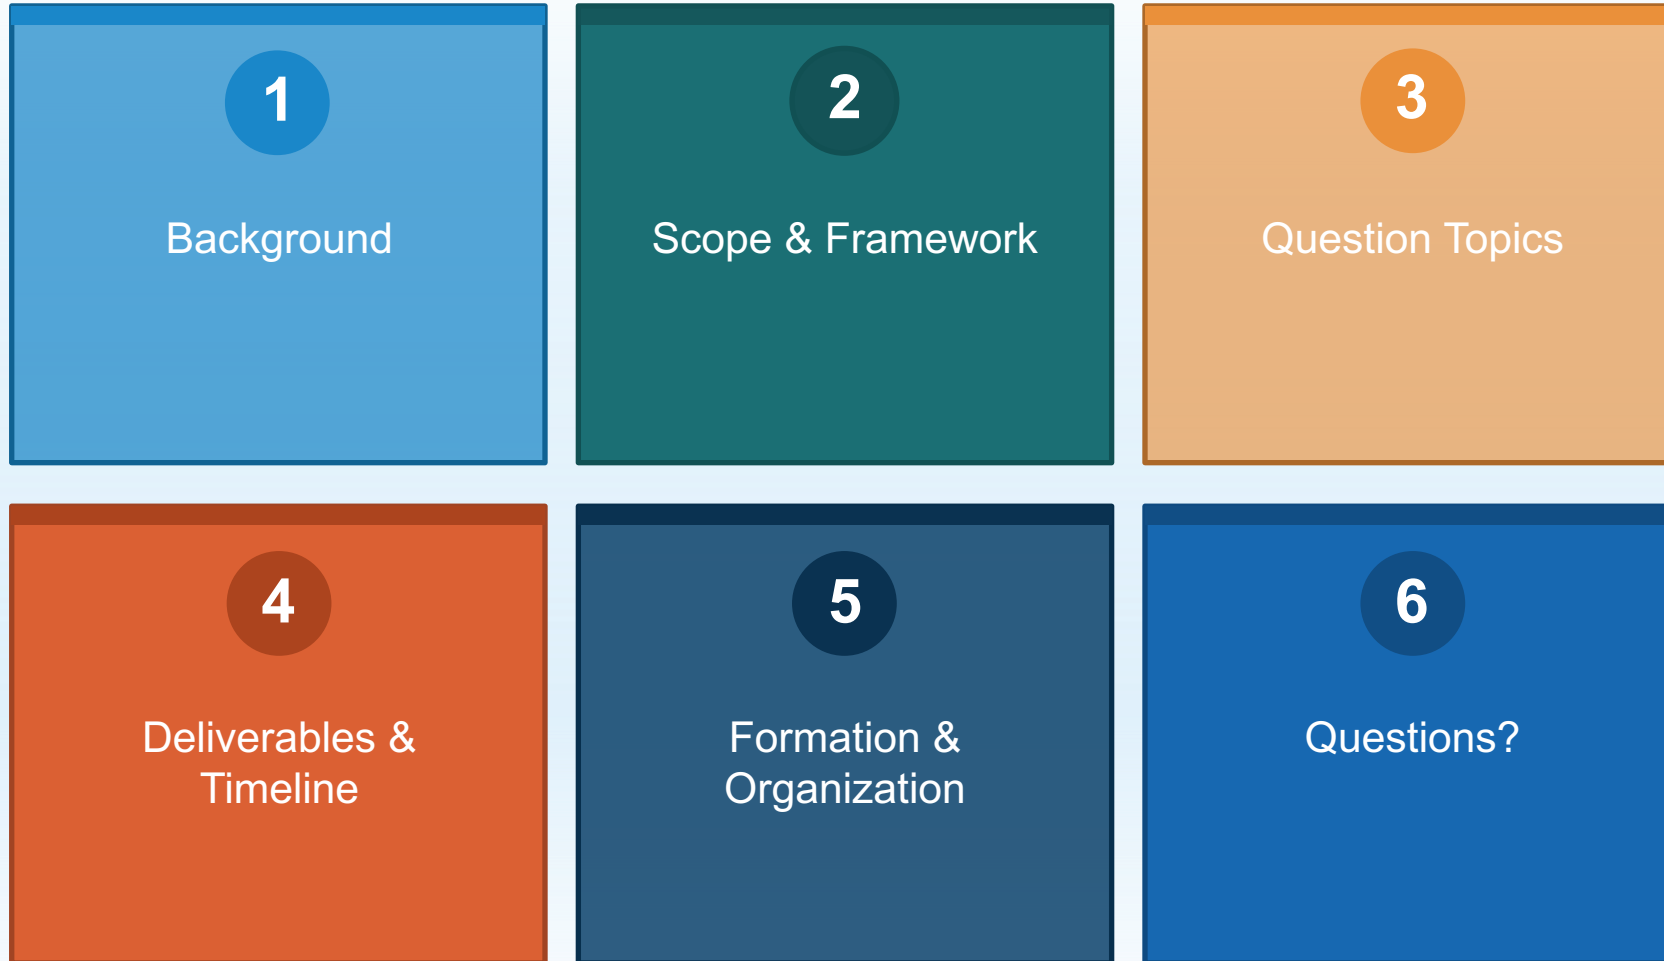 1
Background
2
Scope & Framework
3
Question Topics
4
Deliverables &
Timeline
5
Formation &
Organization
6
Questions?